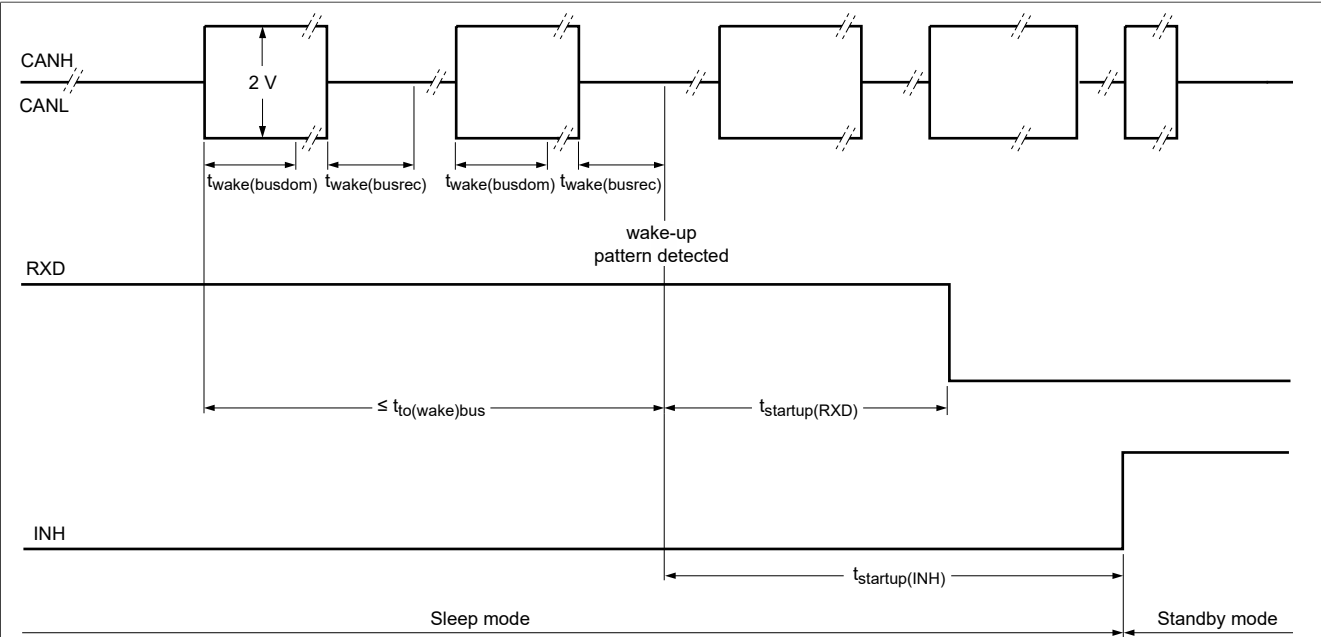 CANH
CANL
2 V
twake(busdom) twake(busrec) twake(busdom) twake(busrec)
wake-up
pattern detected
RXD
≤ tto(wake)bus
tstartup(RXD)
INH
tstartup(INH)
Sleep mode
Standby mode